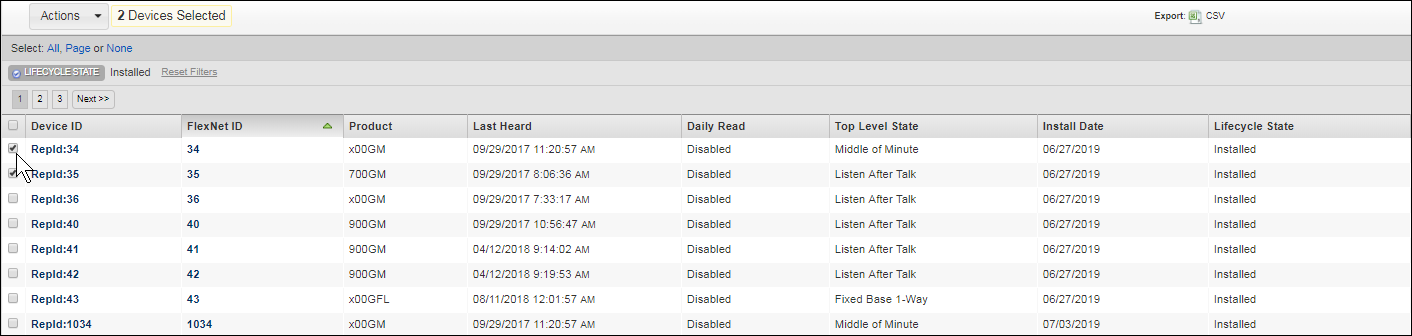 Actions 2 Devices Selected Export: CSV
Select: All, Page or None
LIFECYCLE STATE Installed Reset Filters
1 2 3 Next >>
Device ID FlexNet ID Product Last Heard Daily Read Top Level State Install Date Lifecycle State
RepId:34 34 x00GM 09/29/2017 11:20:57 AM Disabled Middle of Minute 06/27/2019 Installed
RepId:35 35 700GM 09/29/2017 8:06:36 AM Disabled Listen After Talk 06/27/2019 Installed
RepId:36 36 x00GM 09/29/2017 7:33:17 AM Disabled Listen After Talk 06/27/2019 Installed
RepId:40 40 900GM 09/29/2017 10:56:47 AM Disabled Listen After Talk 06/27/2019 Installed
RepId:41 41 900GM 04/12/2018 9:14:02 AM Disabled Listen After Talk 06/27/2019 Installed
RepId:42 42 900GM 04/12/2018 9:19:53 AM Disabled Listen After Talk 06/27/2019 Installed
RepId:43 43 x00GFL 08/11/2018 12:01:57 AM Disabled Fixed Base 1-Way 06/27/2019 Installed
RepId:1034 1034 x00GM 09/29/2017 11:20:57 AM Disabled Middle of Minute 07/03/2019 Installed